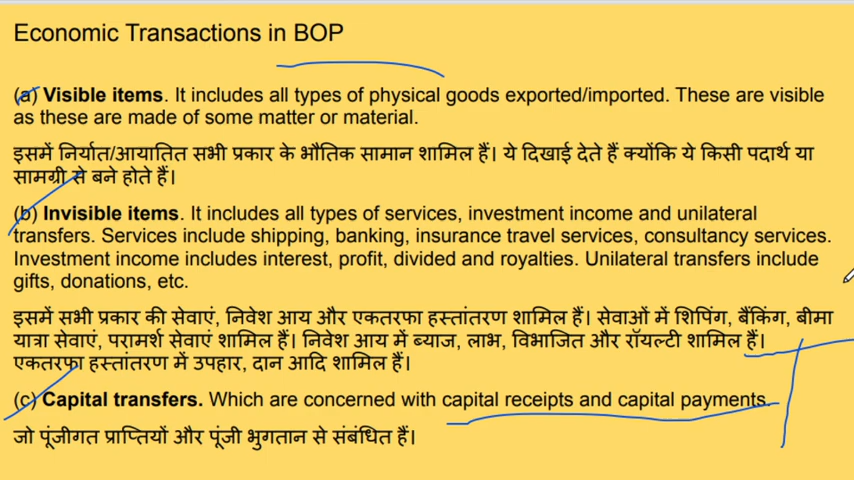 Economic Transactions in BOP
(a) Visible items. It includes all types of physical goods exported/imported. These are visible
as these are made of some matter or material.
इसमें निर्यात/आयातित सभी प्रकार के भौतिक सामान शामिल हैं। ये दिखाई देते हैं क्योंकि ये किसी पदार्थ या
सामग्री से बने होते हैं।
(b) Invisible items. It includes all types of services, investment income and unilateral
transfers. Services include shipping, banking, insurance travel services, consultancy services.
Investment income includes interest, profit, divided and royalties. Unilateral transfers include
gifts, donations, etc.
इसमें सभी प्रकार की सेवाएं, निवेश आय और एकतरफा हस्तांतरण शामिल हैं। सेवाओं में शिपिंग, बैंकिंग, बीमा
यात्रा सेवाएं, परामर्श सेवाएं शामिल हैं। निवेश आय में ब्याज, लाभ, विभाजित और रॉयल्टी शामिल हैं।
एकतरफा हस्तांतरण में उपहार, दान आदि शामिल हैं।
(c) Capital transfers. Which are concerned with capital receipts and capital payments.
जो पूंजीगत प्राप्तियों और पूंजी भुगतान से संबंधित हैं।